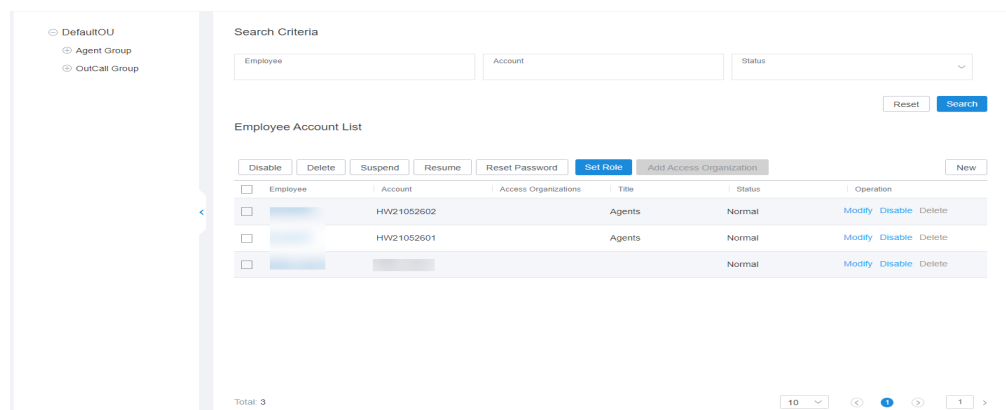 DefaultOU
Agent Group
OutCall Group
Search Criteria
Employee Account Status
Reset Search
Employee Account List
Disable Delete Suspend Resume Reset Password Set Role Add Access Organization New
Employee Account Access Organizations Title Status Operation
HW21052602 Agents Normal Modify Disable Delete
HW21052601 Agents Normal Modify Disable Delete
Normal Modify Disable Delete
Total: 3 10 1 1